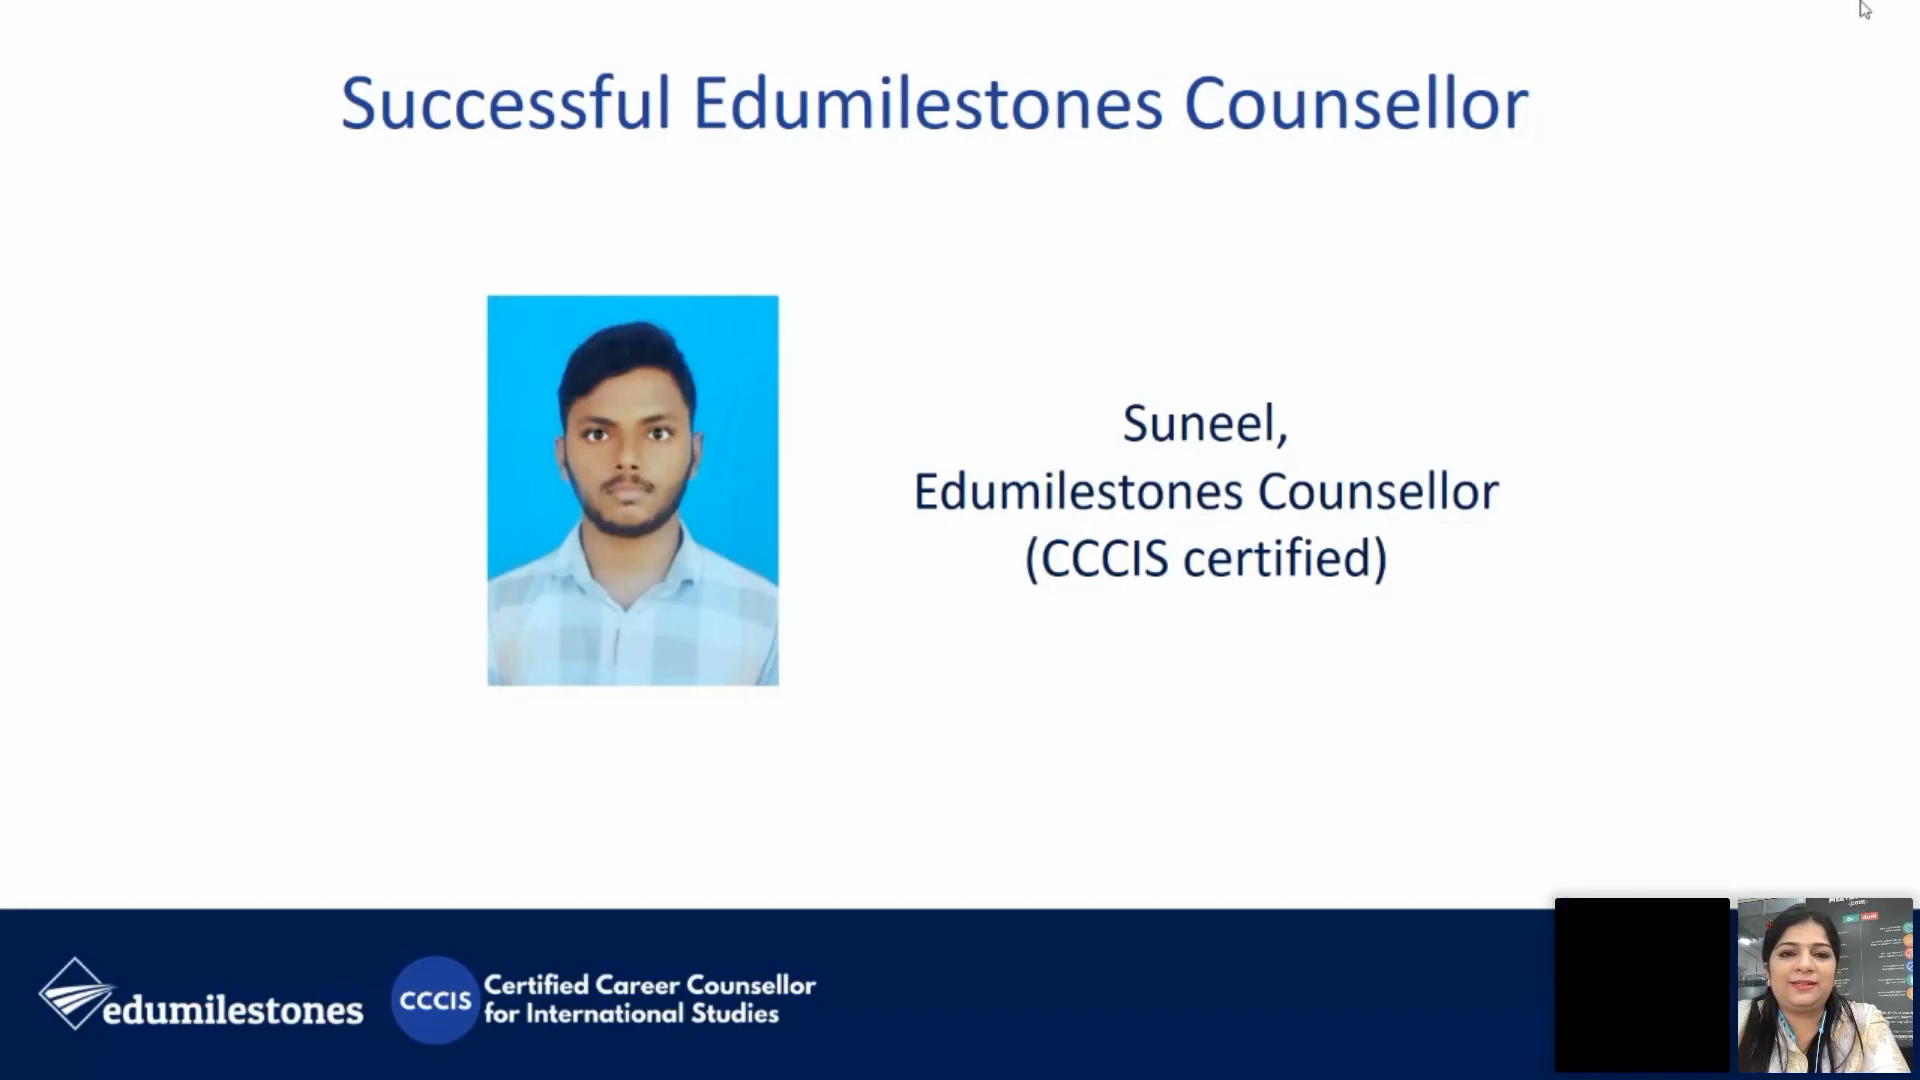 Successful Edumilestones Counsellor
Suneel,
Edumilestones Counsellor
(CCCIS certified)
edumilestones
CCCIS
Certified Career Counsellor
for International Studies